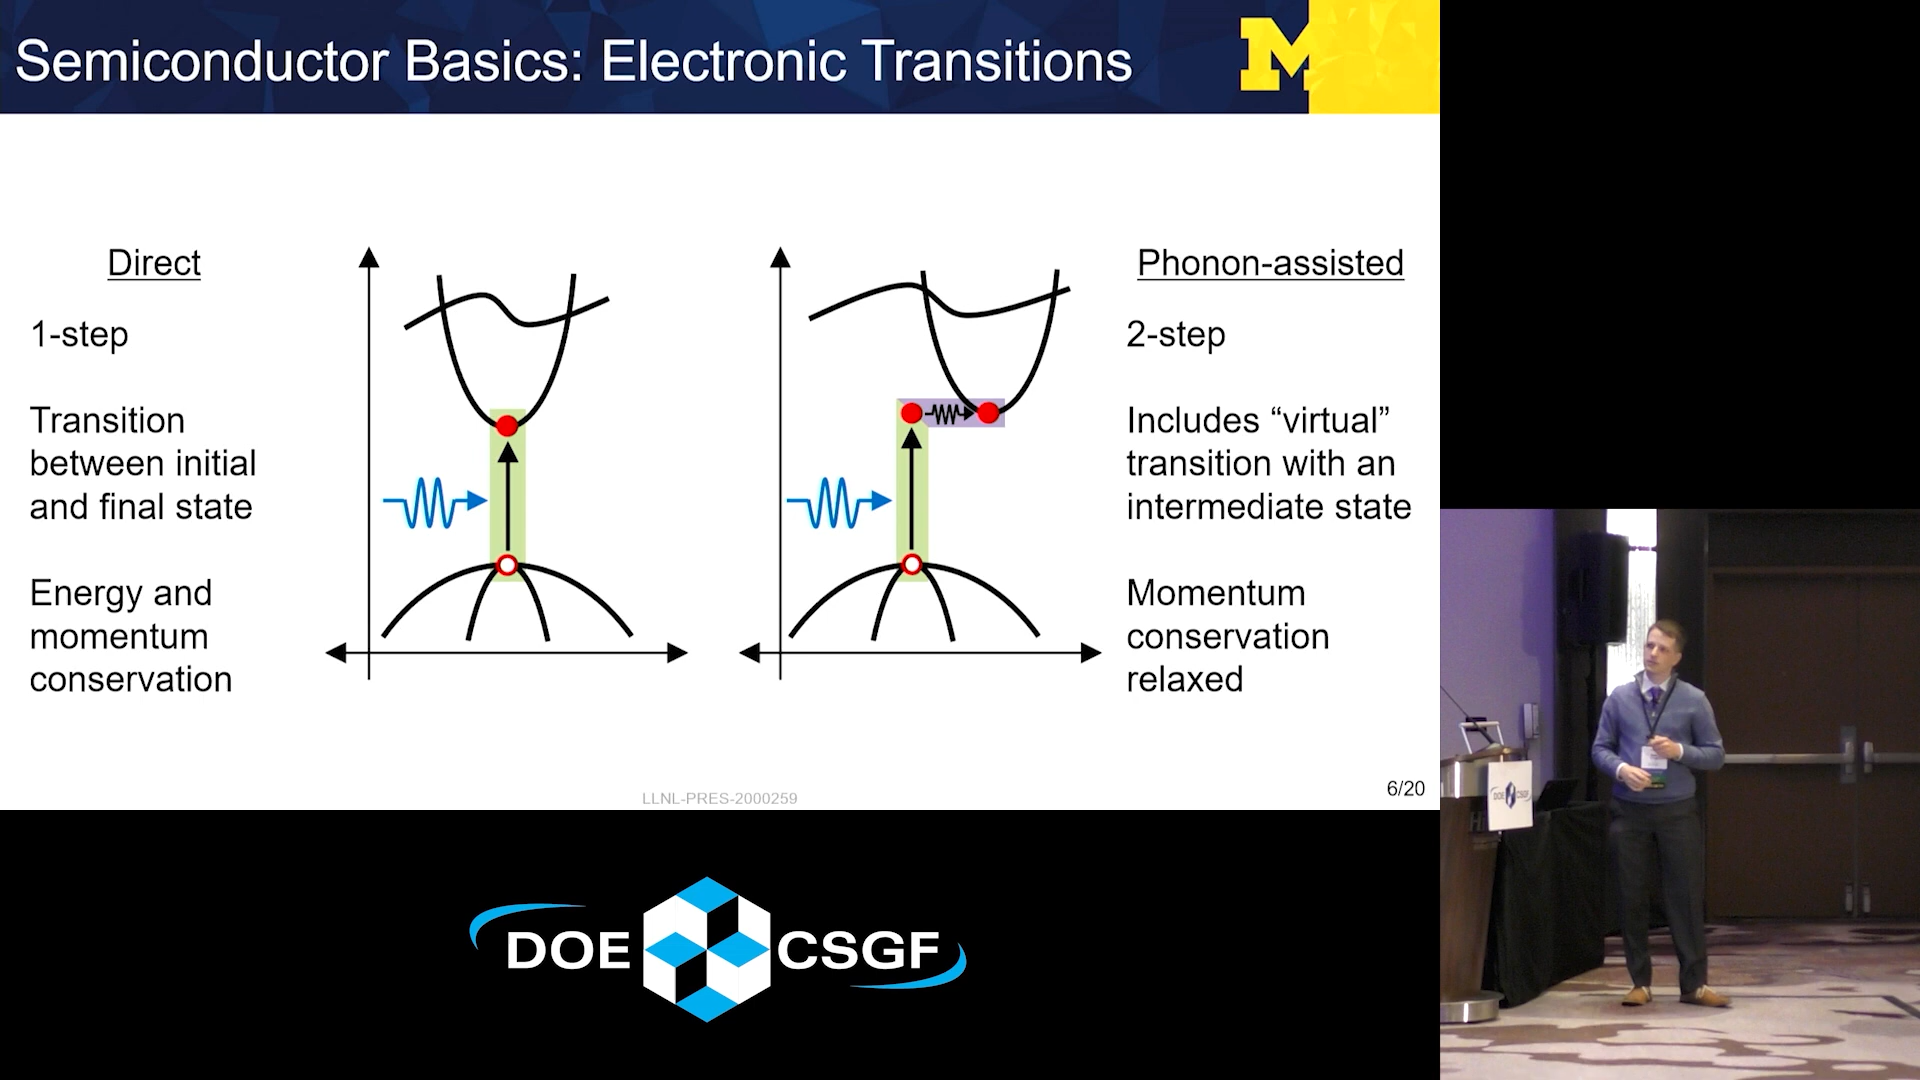 Semiconductor Basics: Electronic Transitions
M
Direct
1-step
Transition
between initial
and final state
Energy and
momentum
conservation
Phonon-assisted
2-step
Includes “virtual”
transition with an
intermediate state
Momentum
conservation
relaxed
LLNL-PRES-2000259
6/20
DOE CSGF
DOE CSGF